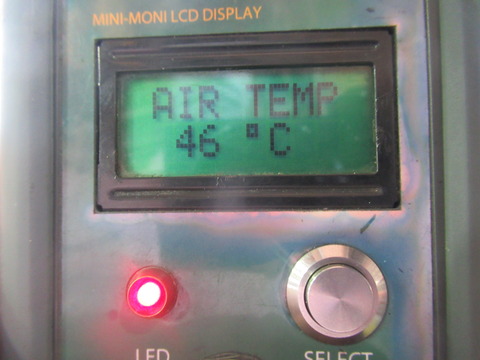 MINI-MONI LCD DISPLAY
AIR TEMP
46 °C
LED
SELECT